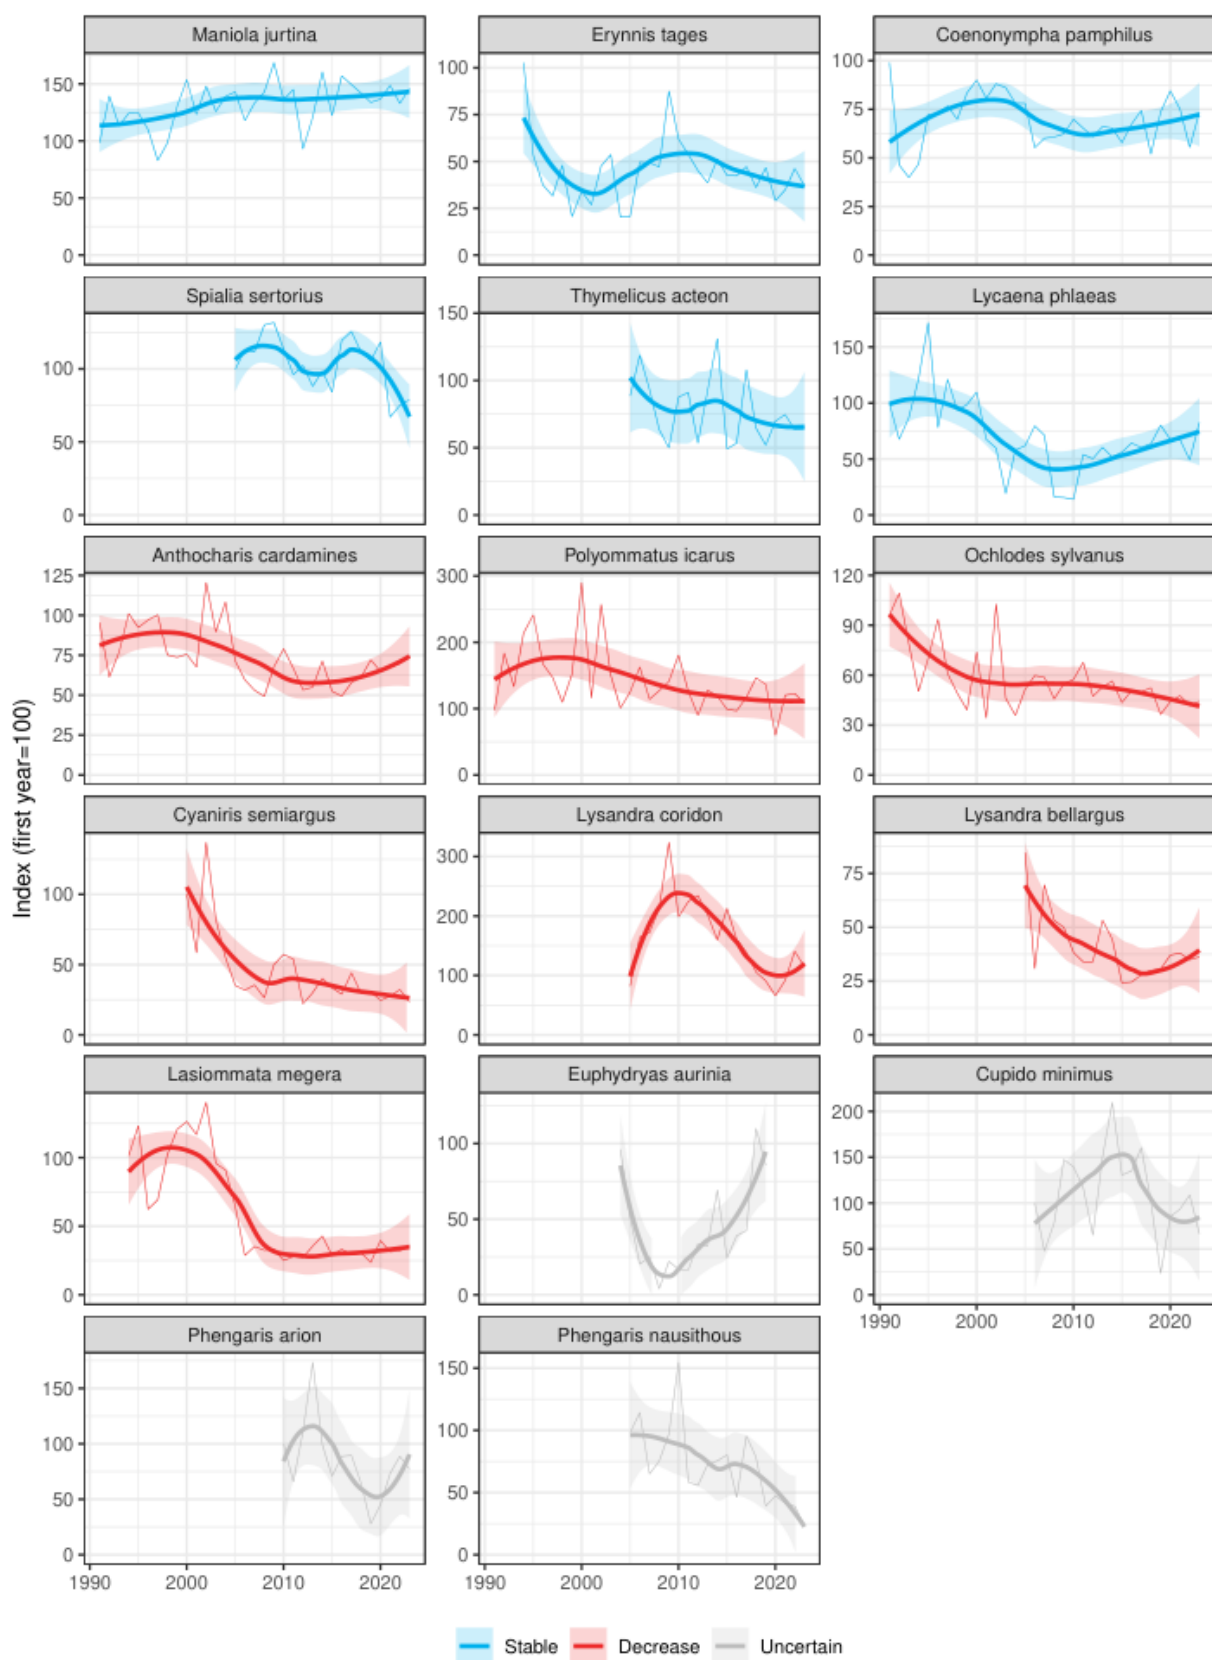 Maniola jurtina Erynnis tages Coenonympha pamphilus
150 100 100
100 75 75
50 50 50
25 25
0 0 0
Spialia sertorius Thymelicus acteon Lycaena phlaeas
150
100 100 150
50 50 100
50
0 0 0
Anthocharis cardamines Polyommatus icarus Ochlodes sylvanus
125 300 120
100 90
75 200 60
50 100 30
25
0 0 0
Index (first year=100)
Cyaniris semiargus Lysandra coridon Lysandra bellargus
100 300 75
50 200 50
100 25
0 0 0
Lasiommata megera Euphydryas aurinia Cupido minimus
100 100 200
50 50 150
100
50
0 0 0
1990 2000 2010 2020
Phengaris arion Phengaris nausithous
150 150
100 100
50 50
0 0
1990 2000 2010 2020 1990 2000 2010 2020
Stable Decrease Uncertain